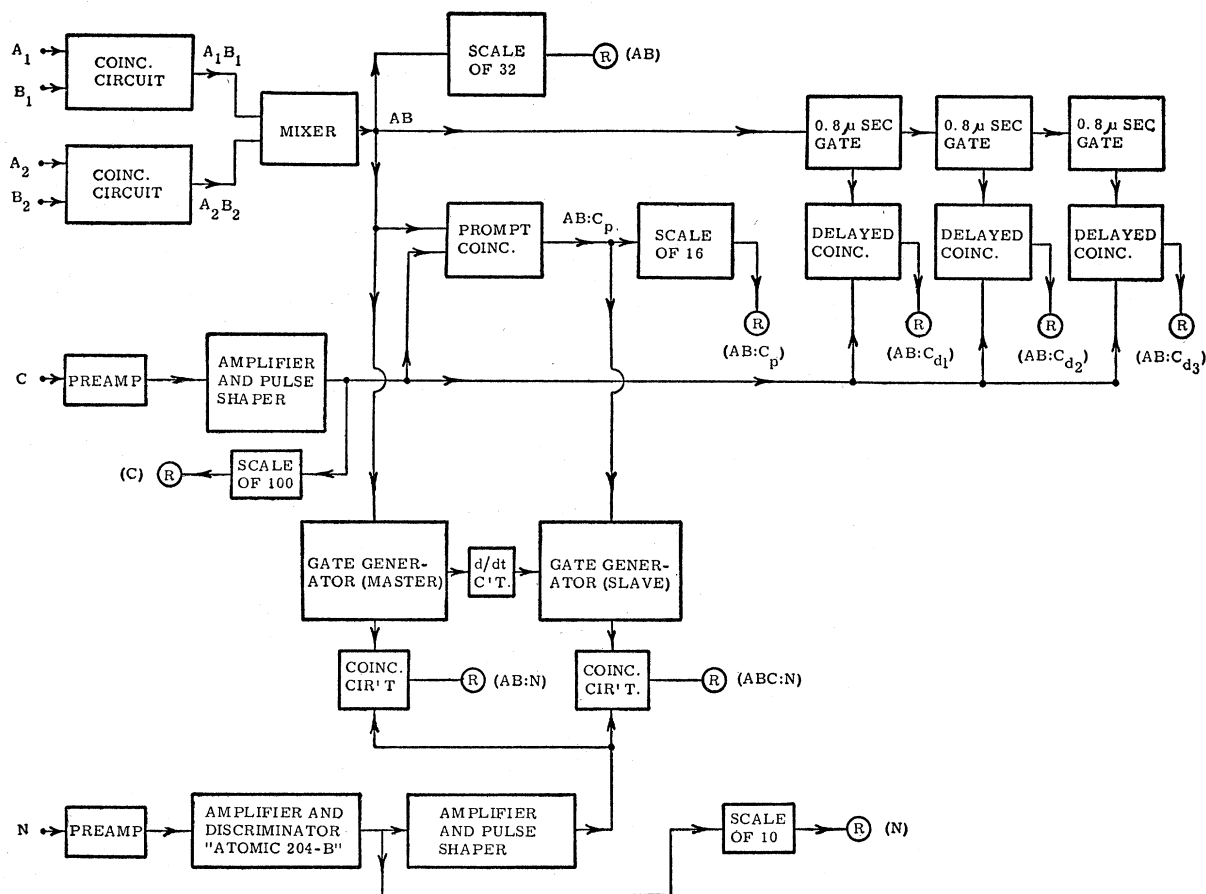 A1
B1
COINC.
CIRCUIT
A1B1
A2
B2
COINC.
CIRCUIT
A2B2
MIXER
AB
SCALE
OF 32
R
(AB)
0.8 μ SEC
GATE
0.8 μ SEC
GATE
0.8 μ SEC
GATE
PROMPT
COINC.
AB:Cp.
SCALE
OF 16
R
(AB:Cp)
DELAYED
COINC.
DELAYED
COINC.
DELAYED
COINC.
R
(AB:Cd1)
R
(AB:Cd2)
R
(AB:Cd3)
C
PREAMP
AMPLIFIER
AND PULSE
SHAPER
(C)
R
SCALE
OF 100
GATE GENER-
ATOR (MASTER)
d/dt
C'T.
GATE GENER-
ATOR (SLAVE)
COINC.
CIR'T
R
(AB:N)
COINC.
CIR'T.
R
(ABC:N)
N
PREAMP
AMPLIFIER AND
DISCRIMINATOR
"ATOMIC 204-B"
AMPLIFIER
AND PULSE
SHAPER
SCALE
OF 10
R
(N)